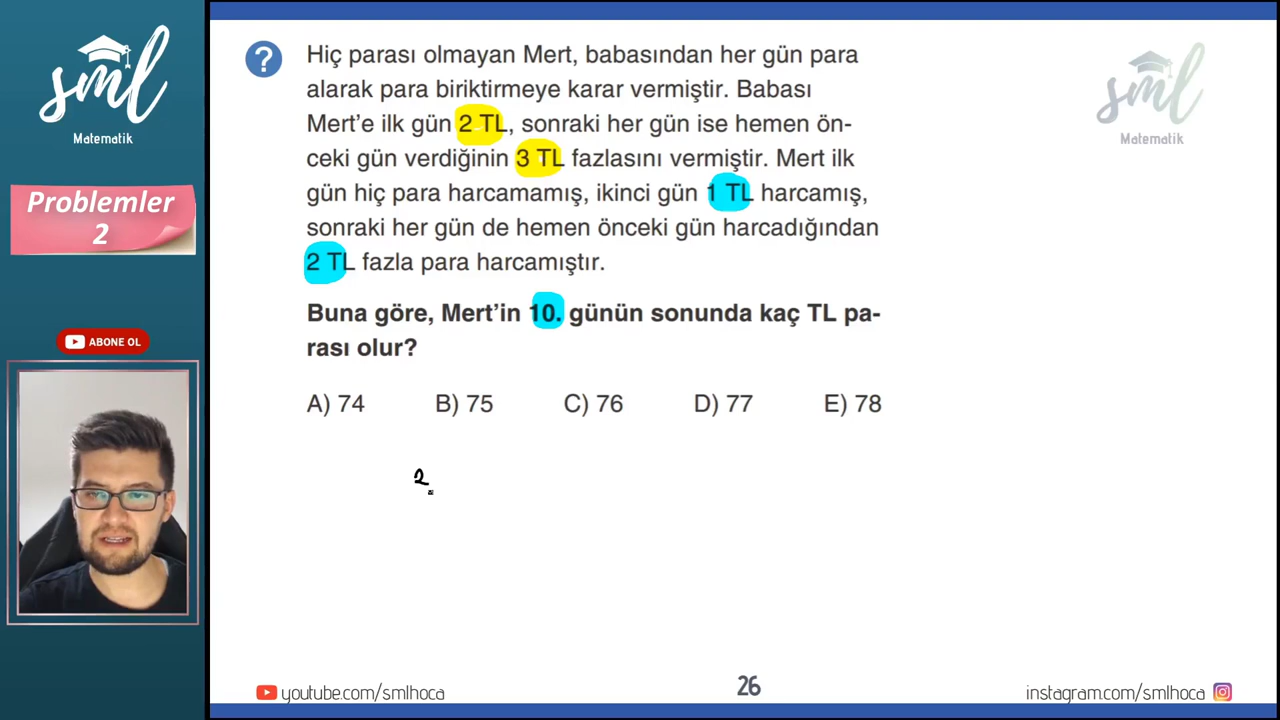 sml
Matematik
Problemler
2
ABONE OL
?
Hiç parası olmayan Mert, babasından her gün para
alarak para biriktirmeye karar vermiştir. Babası
Mert'e ilk gün 2 TL, sonraki her gün ise hemen ön-
ceki gün verdiğinin 3 TL fazlasını vermiştir. Mert ilk
gün hiç para harcamamış, ikinci gün 1 TL harcamış,
sonraki her gün de hemen önceki gün harcadığından
2 TL fazla para harcamıştır.
Buna göre, Mert'in 10. günün sonunda kaç TL pa-
rası olur?
A) 74 B) 75 C) 76 D) 77 E) 78
2
sml
Matematik
youtube.com/smlhoca
26
instagram.com/smlhoca